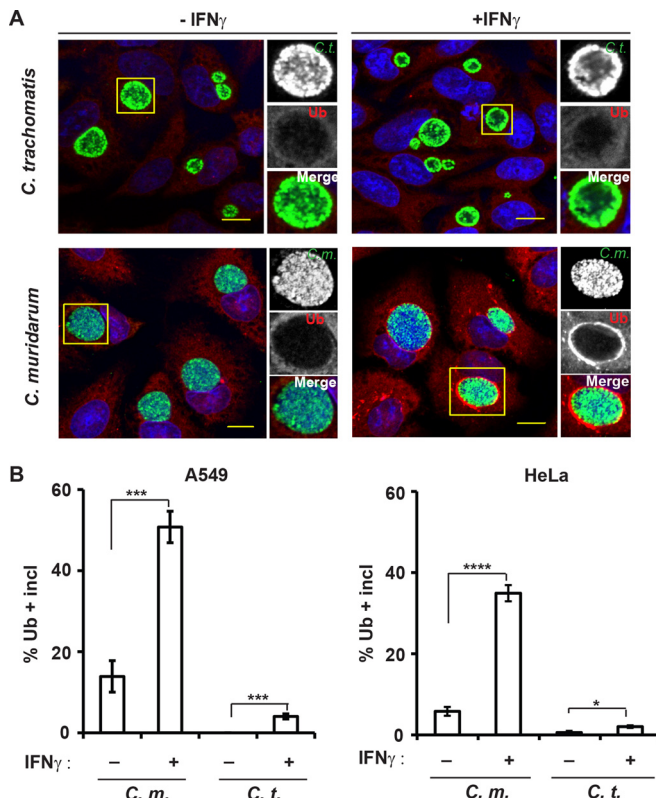 A
- IFNγ
+IFNγ
C. trachomatis
C.t.
Ub
Merge
C.t.
Ub
Merge
C. muridarum
C.m.
Ub
Merge
C.m.
Ub
Merge
B
A549
% Ub + incl
60
40
20
0
***
***
IFNγ : – + – +
C. m. C. t.
HeLa
% Ub + incl
60
40
20
0
****
*
IFNγ : – + – +
C. m. C. t.